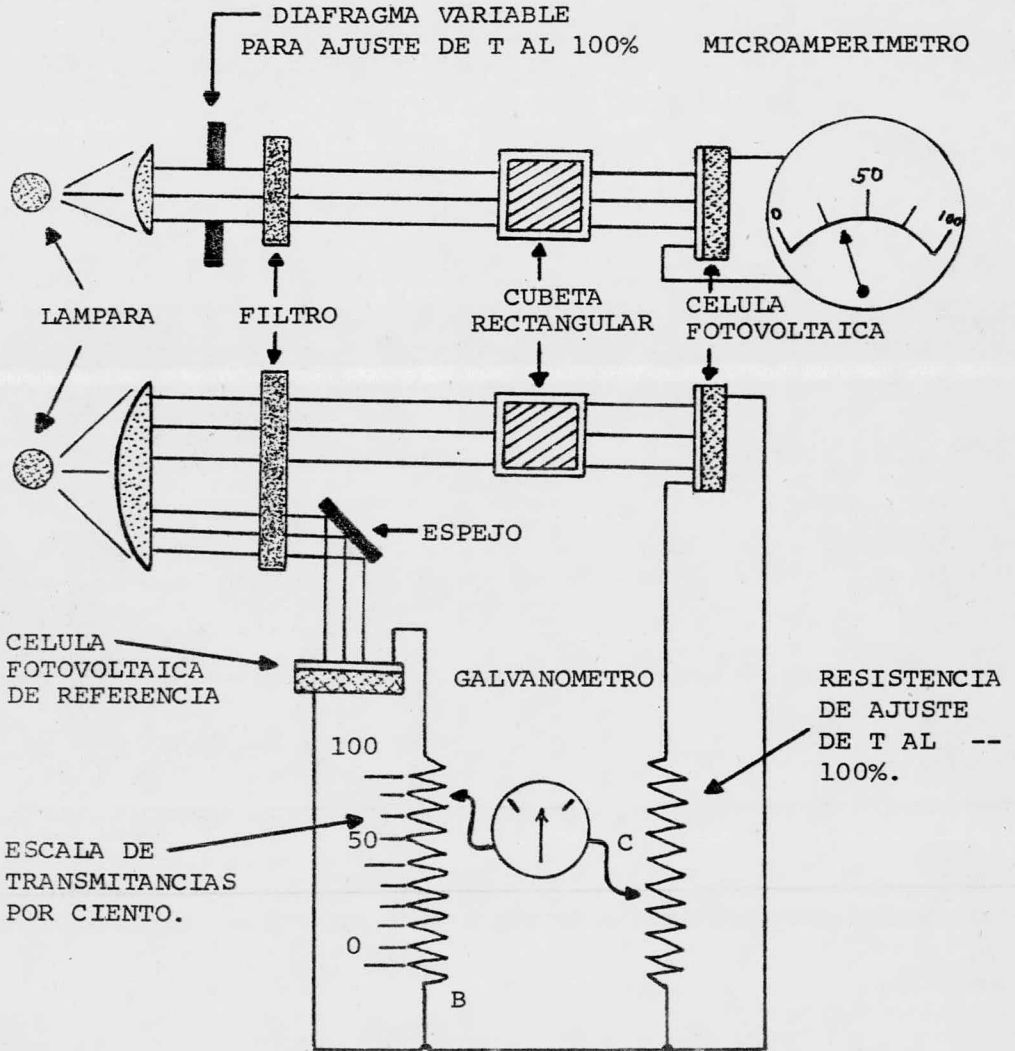 DIAFRAGMA VARIABLE
PARA AJUSTE DE T AL 100%
MICROAMPERIMETRO
0
50
100
LAMPARA
FILTRO
CUBETA
RECTANGULAR
CELULA
FOTOVOLTAICA
ESPEJO
CELULA
FOTOVOLTAICA
DE REFERENCIA
GALVANOMETRO
RESISTENCIA
DE AJUSTE
DE T AL --
100%.
100
50
0
ESCALA DE
TRANSMITANCIAS
POR CIENTO.
C
B